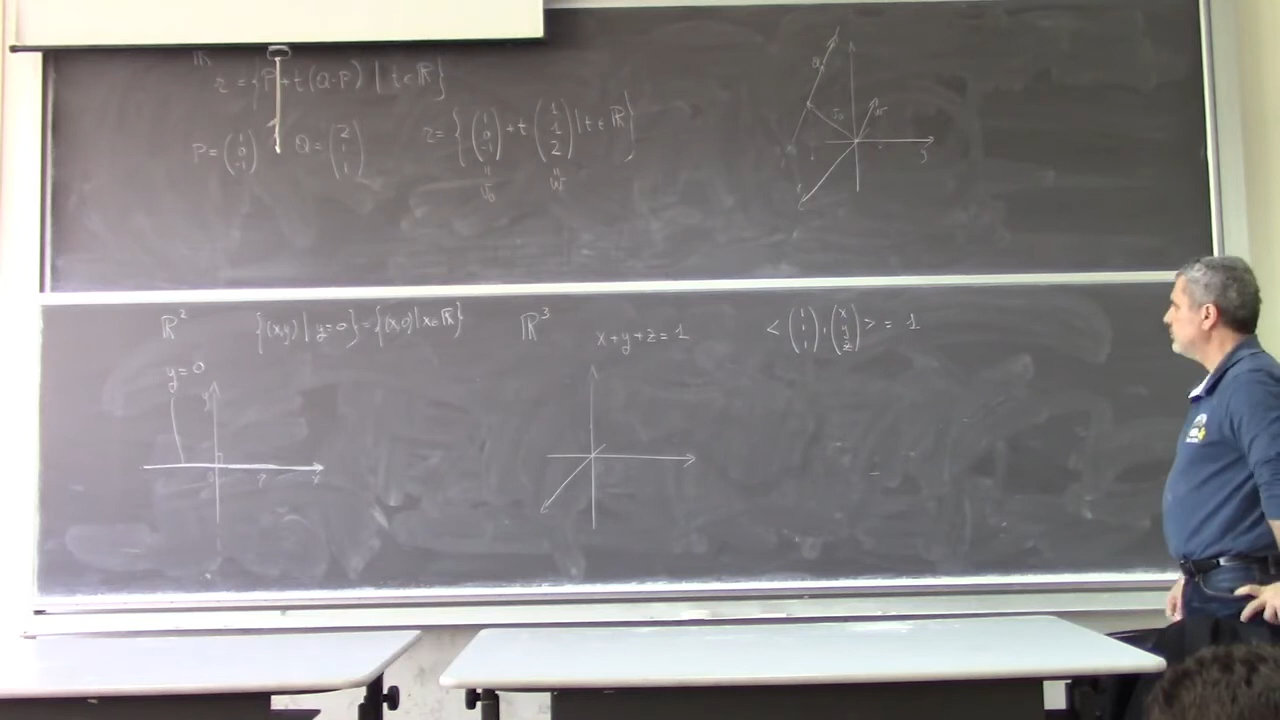 ℝ
r = {P + t(Q-P) | t ∈ ℝ}
P = (1 0 -1) Q = (2 1 1) r = {(1 0 -1) + t (1 1 2) | t ∈ ℝ}
v₀ w
ℝ² {(x,y) | y=0} = {(x,0) | x ∈ ℝ} ℝ³ x+y+z=1 <(1 1 1), (x y z)> = 1
y=0